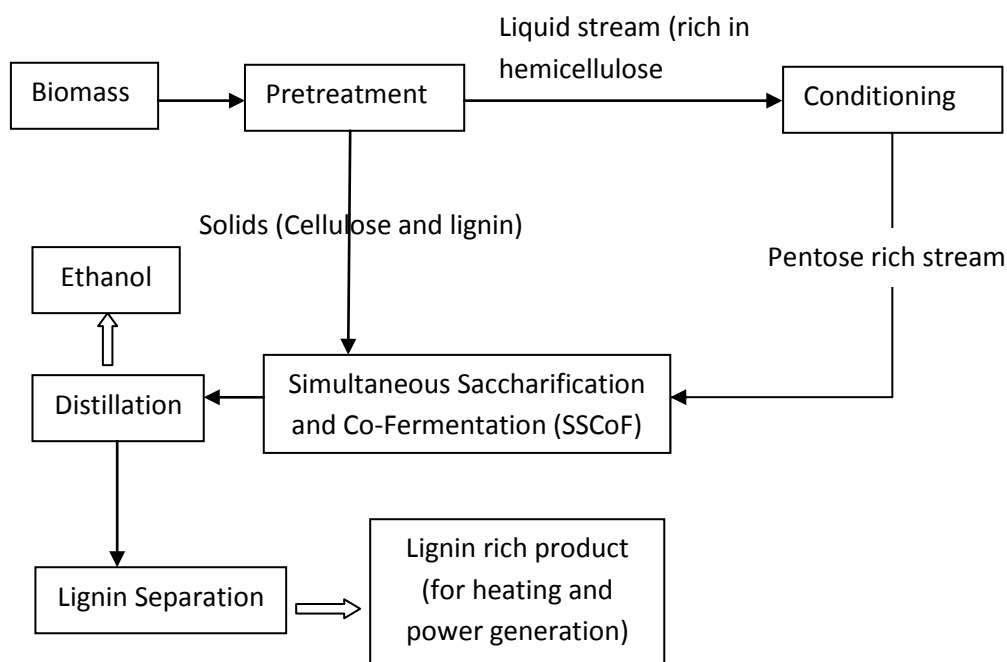 Liquid stream (rich in
hemicellulose
Biomass
Pretreatment
Conditioning
Solids (Cellulose and lignin)
Pentose rich stream
Ethanol
Simultaneous Saccharification
and Co-Fermentation (SSCoF)
Distillation
Lignin rich product
(for heating and
power generation)
Lignin Separation